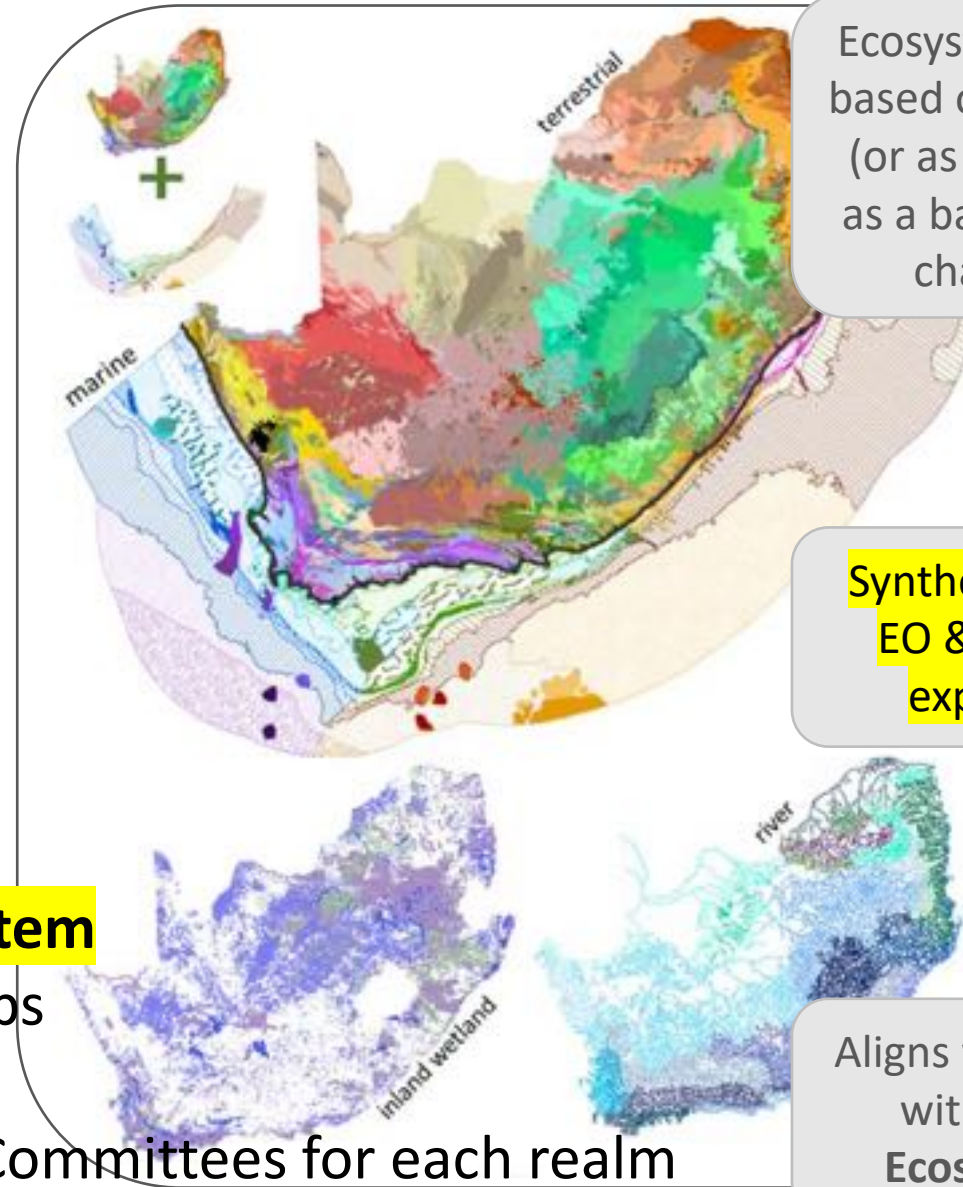 terrestrial
Ecosys
based o
(or as
as a ba
cha
marine
Synthe
EO &
exp
river
tem
ps
inland wetland
Aligns
wit
Ecos
Committees for each realm